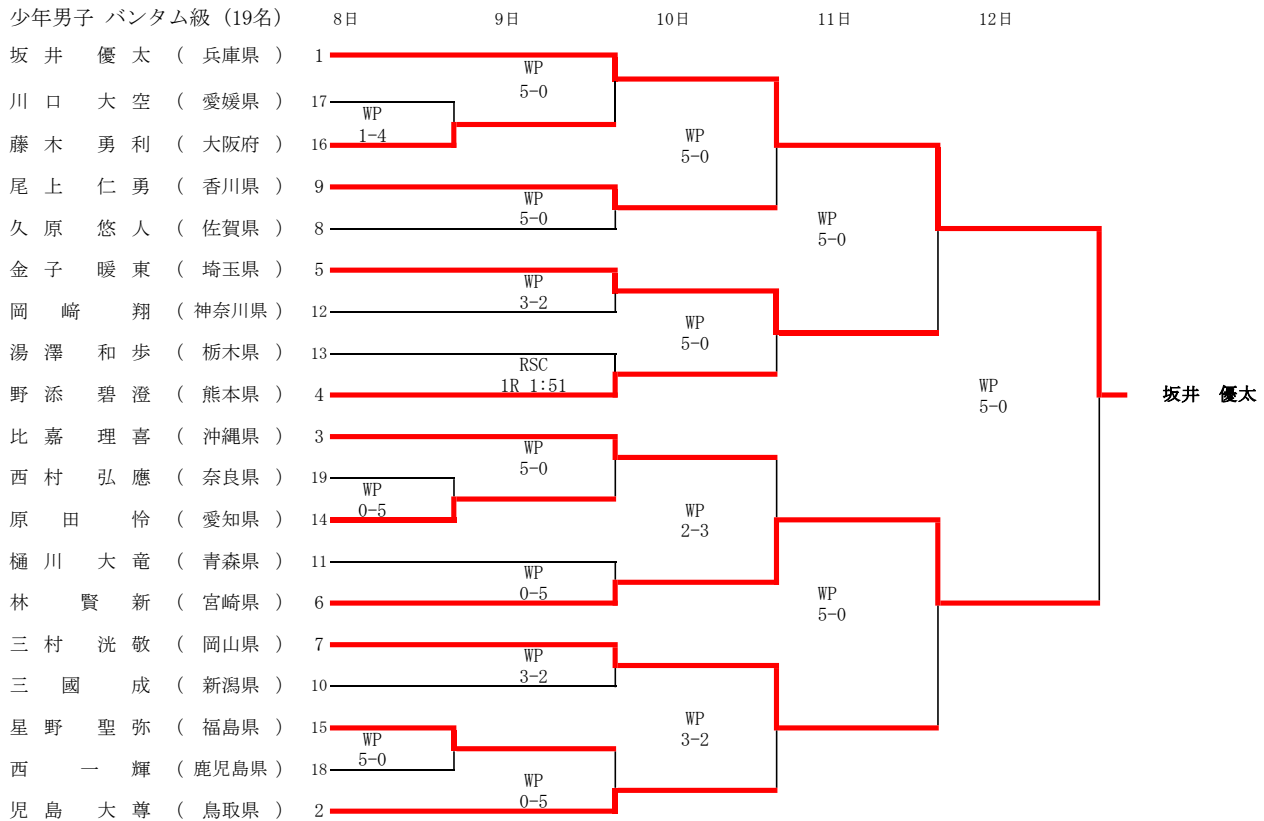 少年男子 バンタム級 (19名) 8日 9日 10日 11日 12日
坂井 優太 ( 兵庫県 ) 1
WP
5-0
川口 大空 ( 愛媛県 ) 17
WP
1-4
藤木 勇利 ( 大阪府 ) 16
WP
5-0
尾上 仁勇 ( 香川県 ) 9
WP
5-0
久原 悠人 ( 佐賀県 ) 8
WP
5-0
金子 暖東 ( 埼玉県 ) 5
WP
3-2
岡﨑 翔 ( 神奈川県 ) 12
WP
5-0
湯澤 和歩 ( 栃木県 ) 13
RSC
1R 1:51
野添 碧澄 ( 熊本県 ) 4
WP
5-0
坂井 優太
比嘉 理喜 ( 沖縄県 ) 3
WP
5-0
西村 弘應 ( 奈良県 ) 19
WP
0-5
原田 怜 ( 愛知県 ) 14
WP
2-3
樋川 大竜 ( 青森県 ) 11
WP
0-5
林 賢新 ( 宮崎県 ) 6
WP
5-0
三村 洸敬 ( 岡山県 ) 7
WP
3-2
三國 成 ( 新潟県 ) 10
星野 聖弥 ( 福島県 ) 15
WP
5-0
WP
3-2
西 一輝 ( 鹿児島県 ) 18
WP
0-5
児島 大尊 ( 鳥取県 ) 2